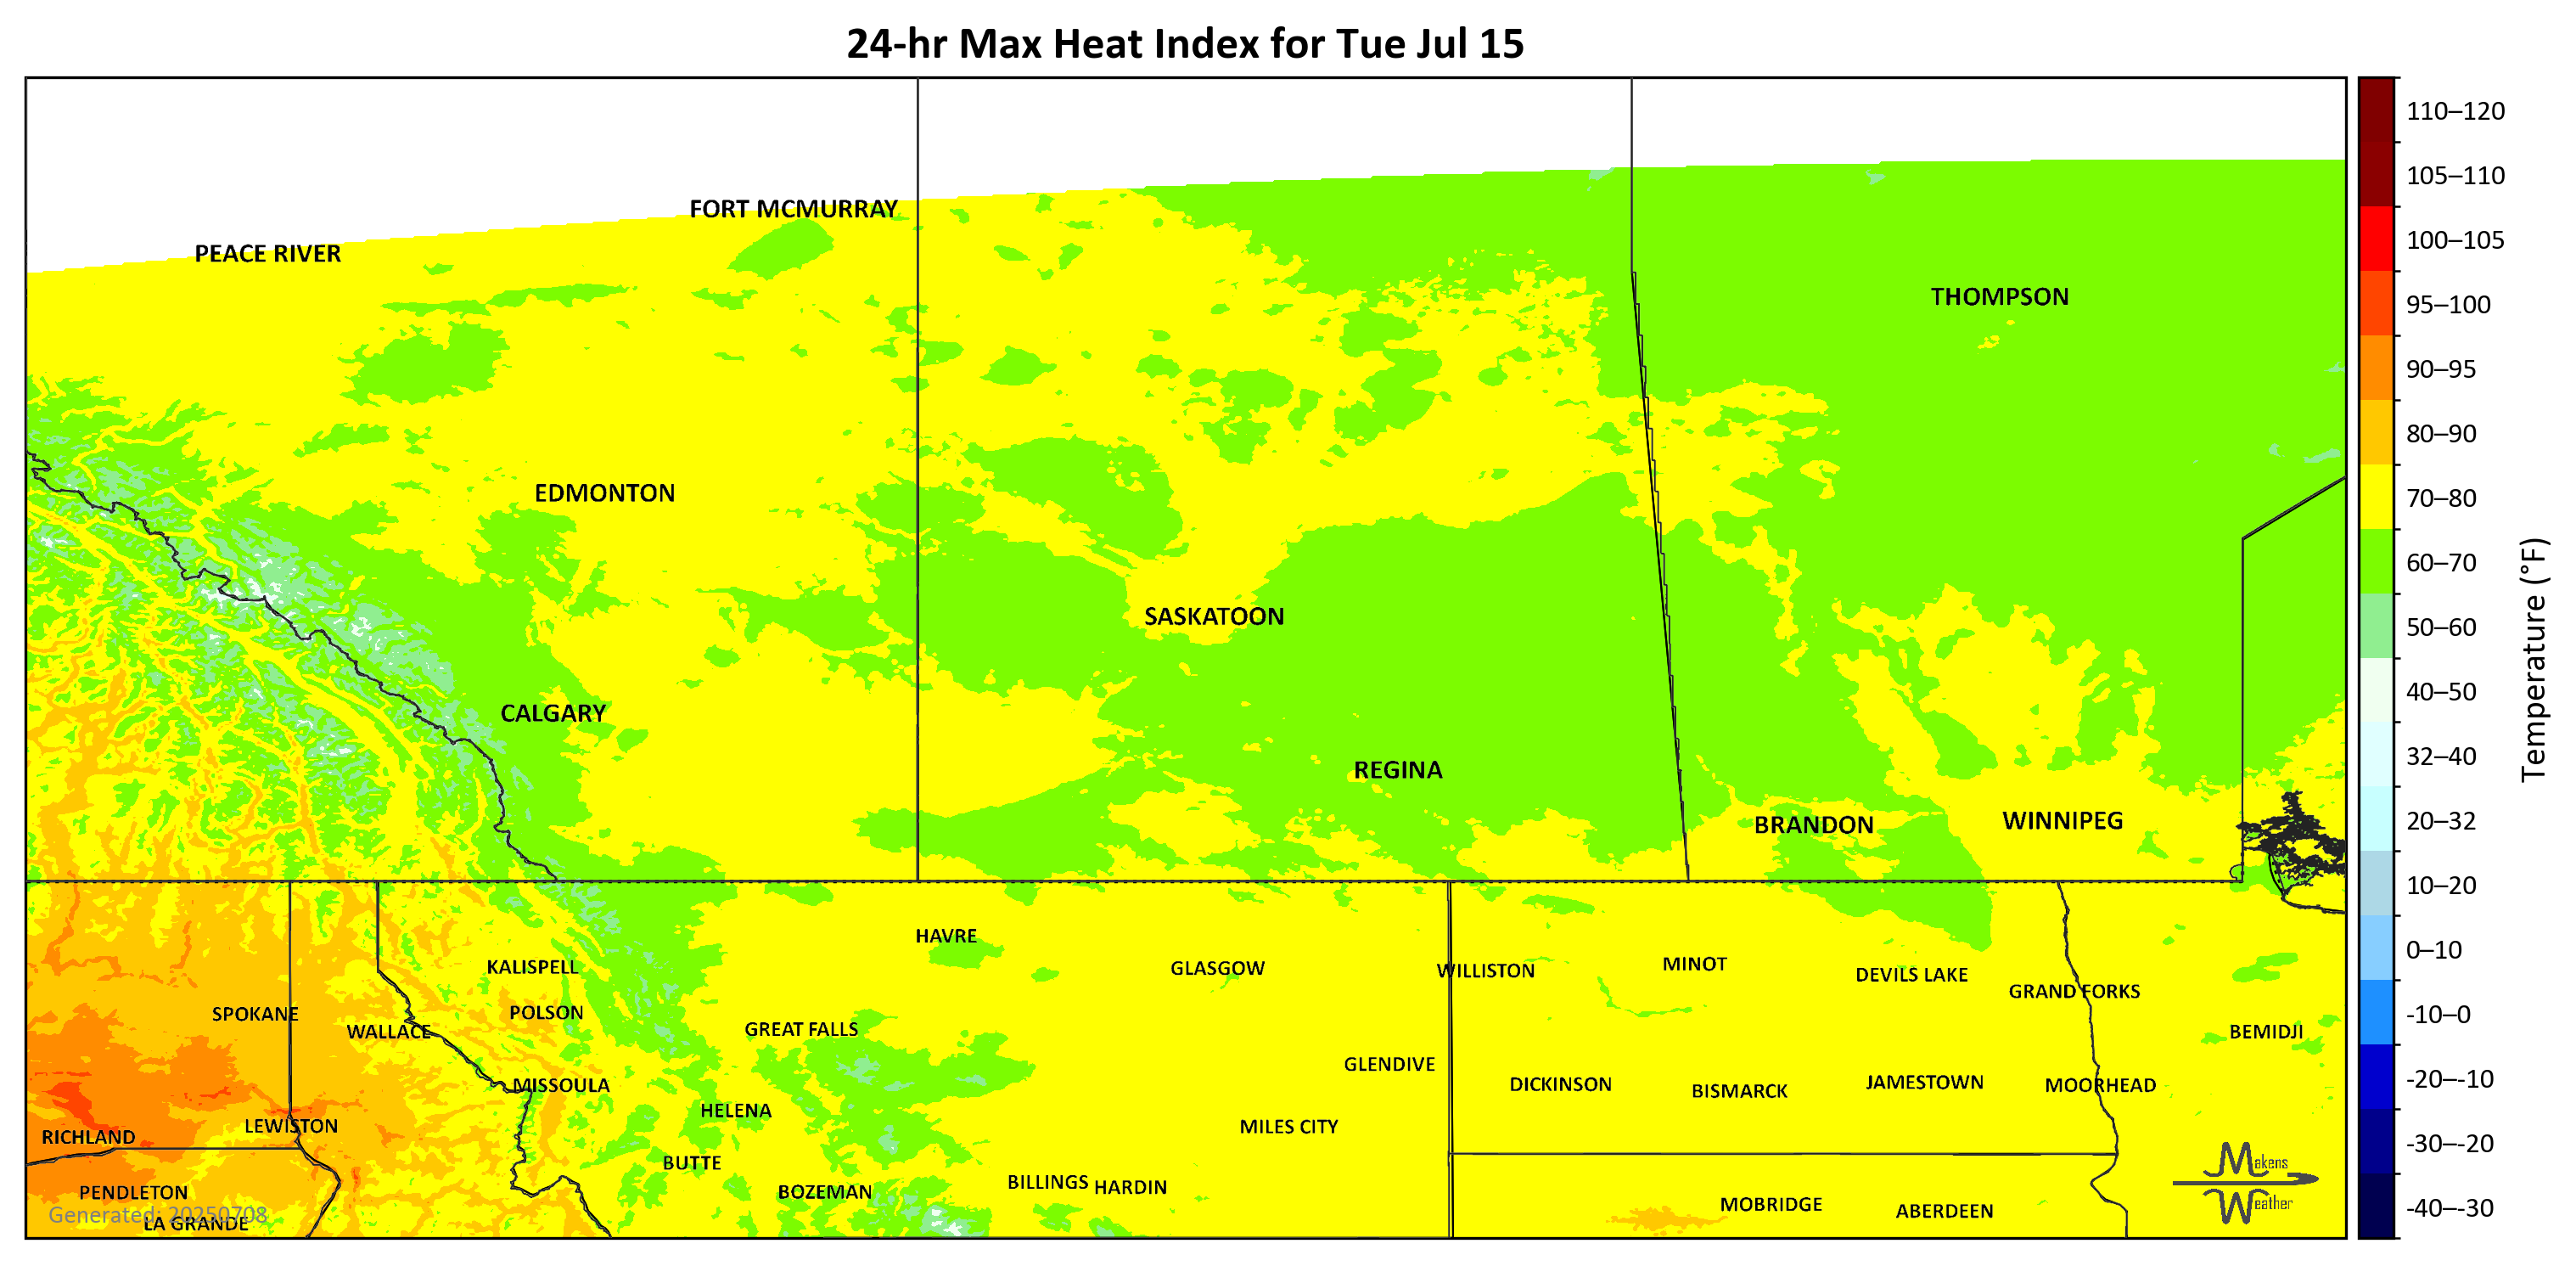 24-hr Max Heat Index for Tue Jul 15
110–120
105–110
100–105
95–100
90–95
80–90
70–80
60–70
50–60
40–50
32–40
20–32
10–20
0–10
-10–0
-20–-10
-30–-20
-40–-30
Temperature (°F)
FORT MCMURRAY
PEACE RIVER
THOMPSON
EDMONTON
SASKATOON
CALGARY
REGINA
BRANDON
WINNIPEG
HAVRE
KALISPELL
GLASGOW
WILLISTON
MINOT
DEVILS LAKE
GRAND FORKS
SPOKANE
POLSON
WALLACE
GREAT FALLS
BEMIDJI
GLENDIVE
MISSOULA
DICKINSON
BISMARCK
JAMESTOWN
MOORHEAD
HELENA
LEWISTON
MILES CITY
RICHLAND
BUTTE
BILLINGS
HARDIN
PENDLETON
BOZEMAN
MOBRIDGE
ABERDEEN
Generated: 20250708
LA GRANDE
Makens
Weather